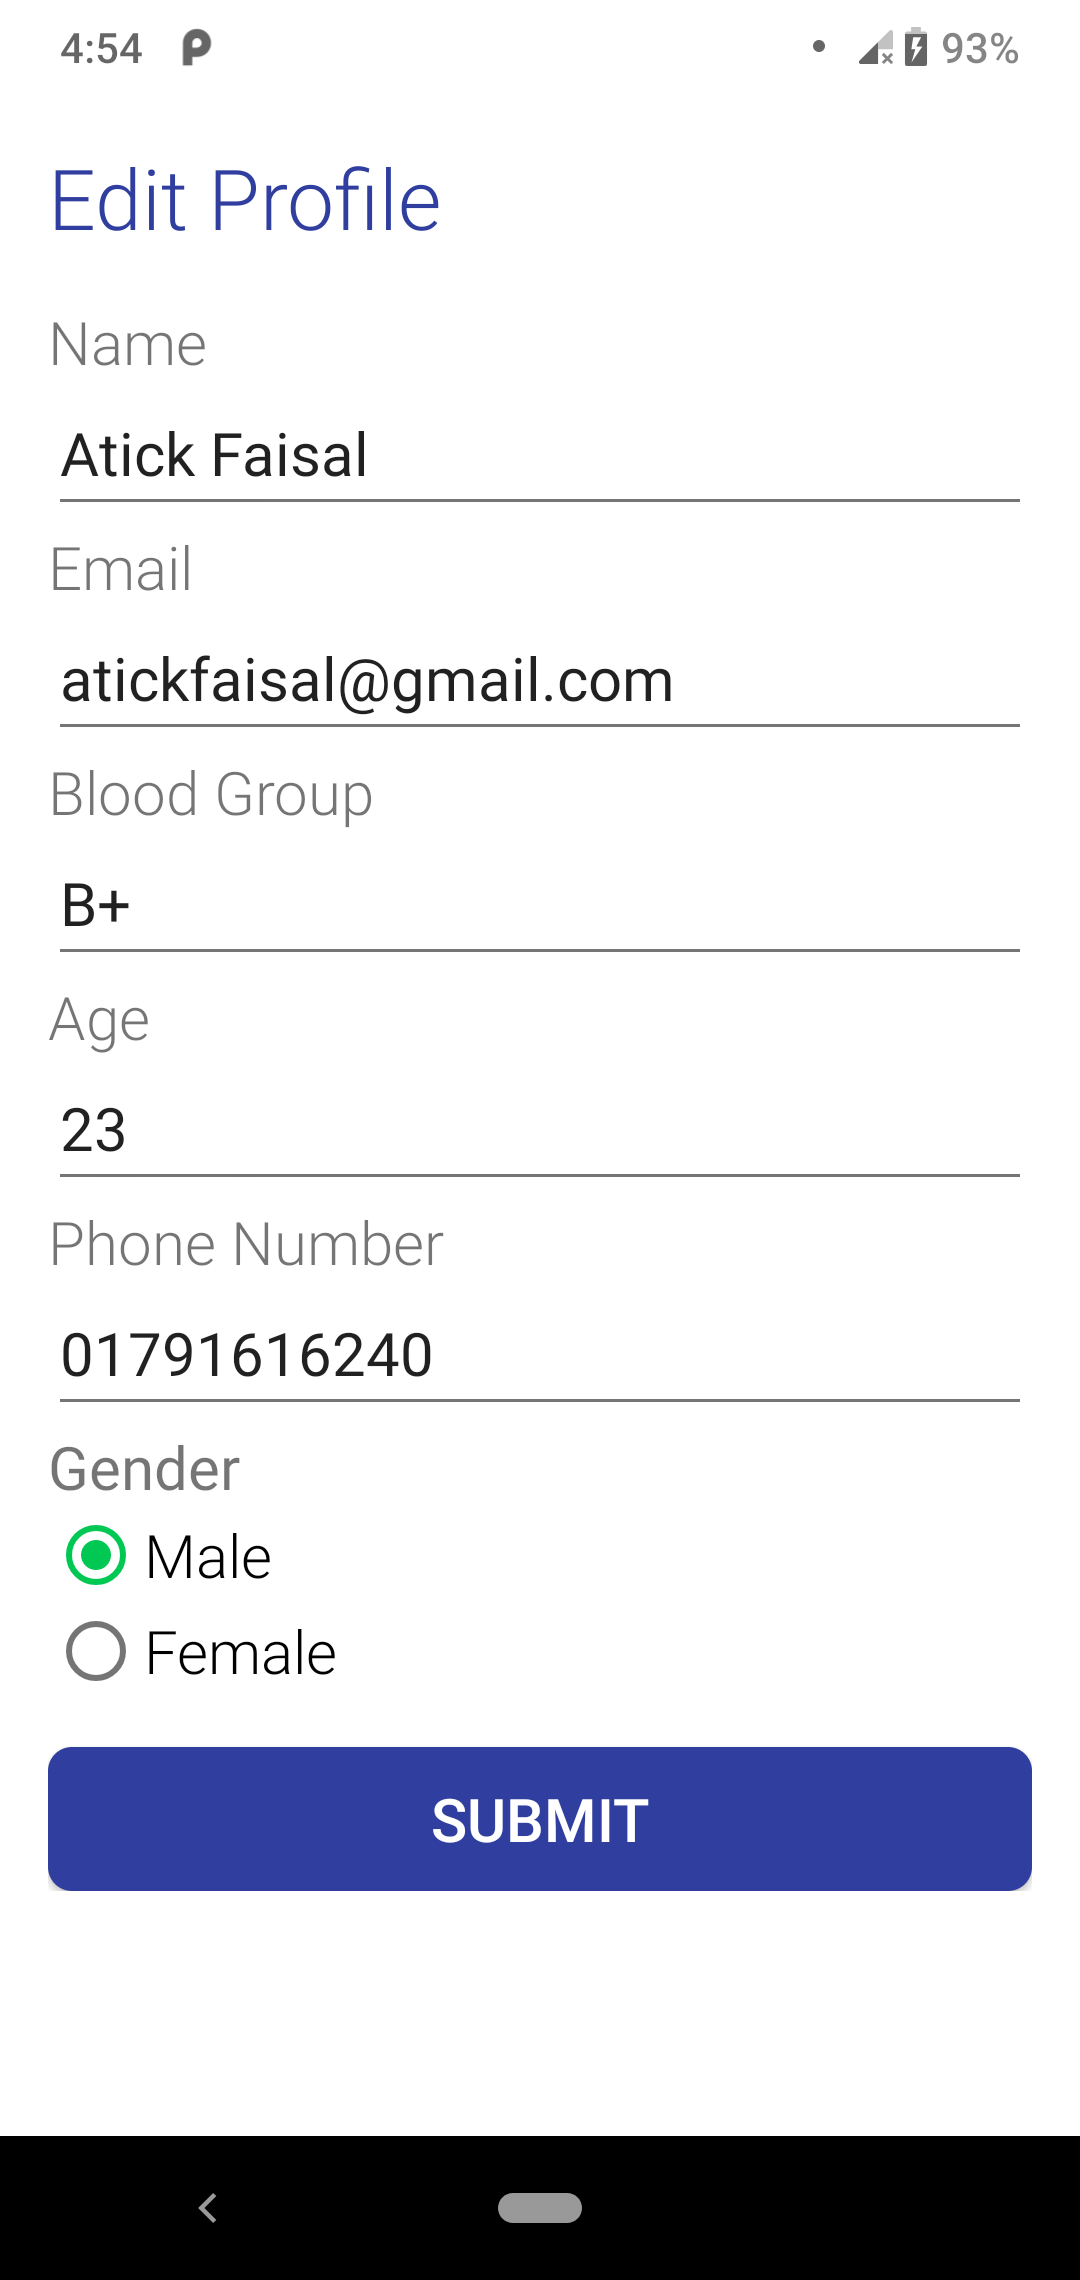 4:54
93%
Edit Profile
Name
Atick Faisal
Email
atickfaisal@gmail.com
Blood Group
B+
Age
23
Phone Number
01791616240
Gender
Male
Female
SUBMIT